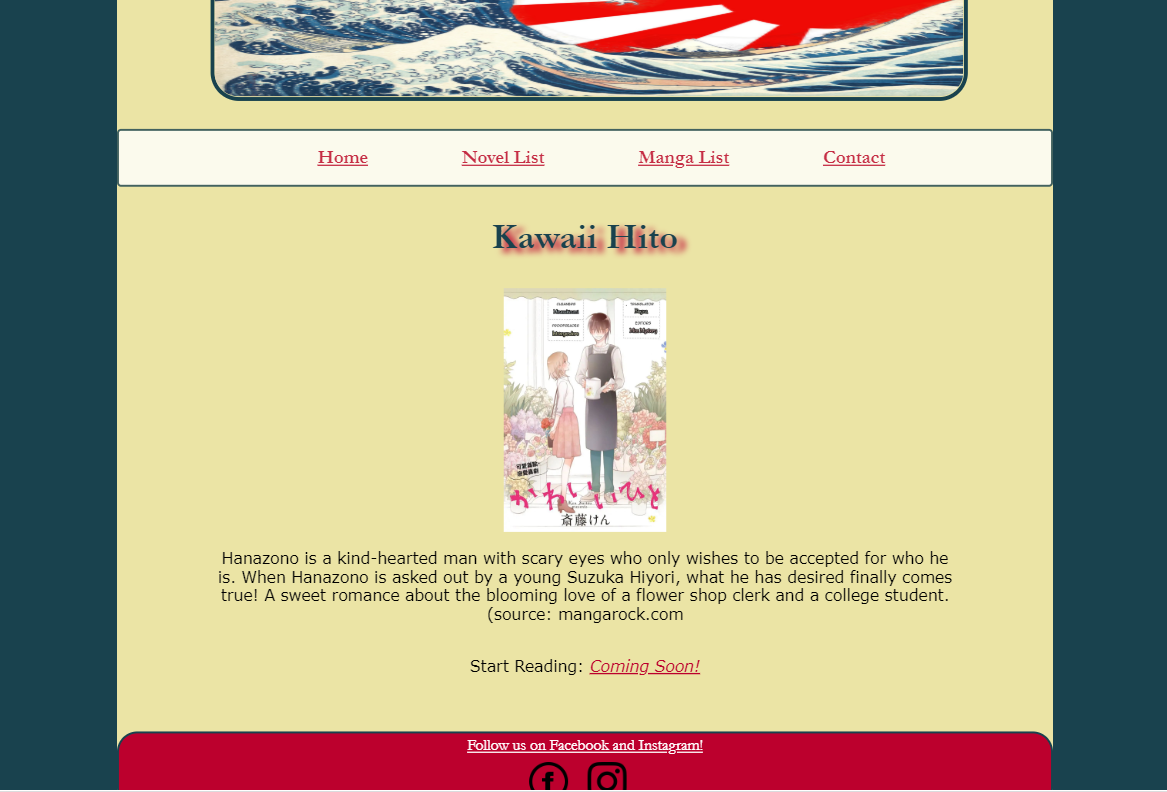 Home Novel List Manga List Contact
Kawaii Hito
かわいいひと
斎藤けん
Hanazono is a kind-hearted man with scary eyes who only wishes to be accepted for who he
is. When Hanazono is asked out by a young Suzuka Hiyori, what he has desired finally comes
true! A sweet romance about the blooming love of a flower shop clerk and a college student.
(source: mangarock.com
Start Reading: Coming Soon!
Follow us on Facebook and Instagram!